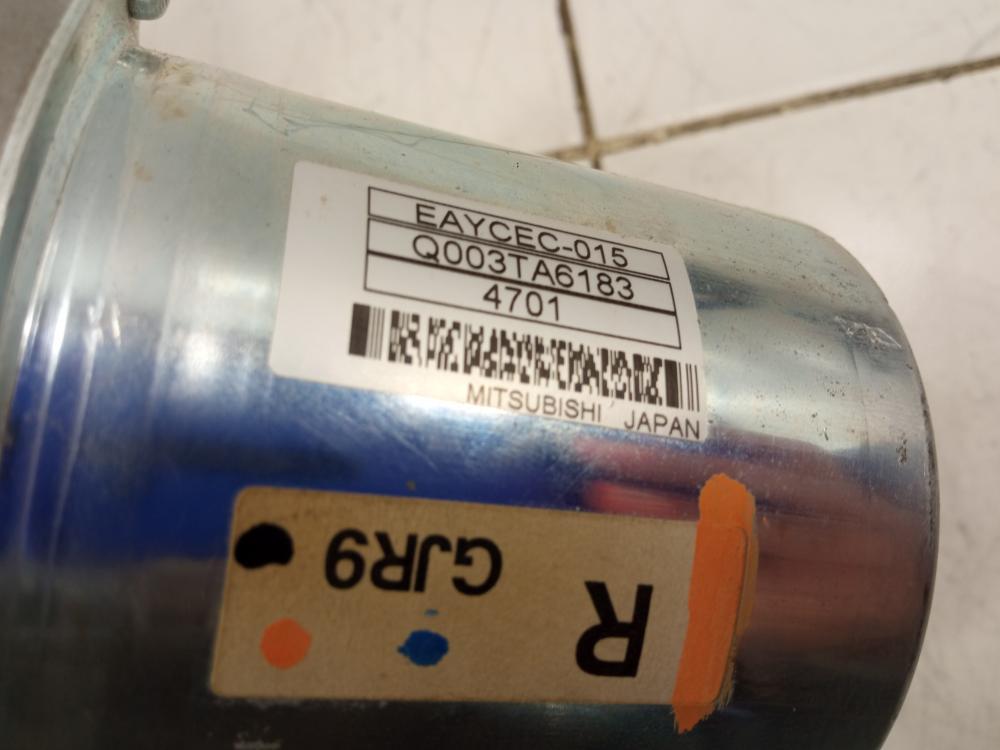 EAYCEC-015
Q003TA6183
4701
MITSUBISHI JAPAN
R
GJR9